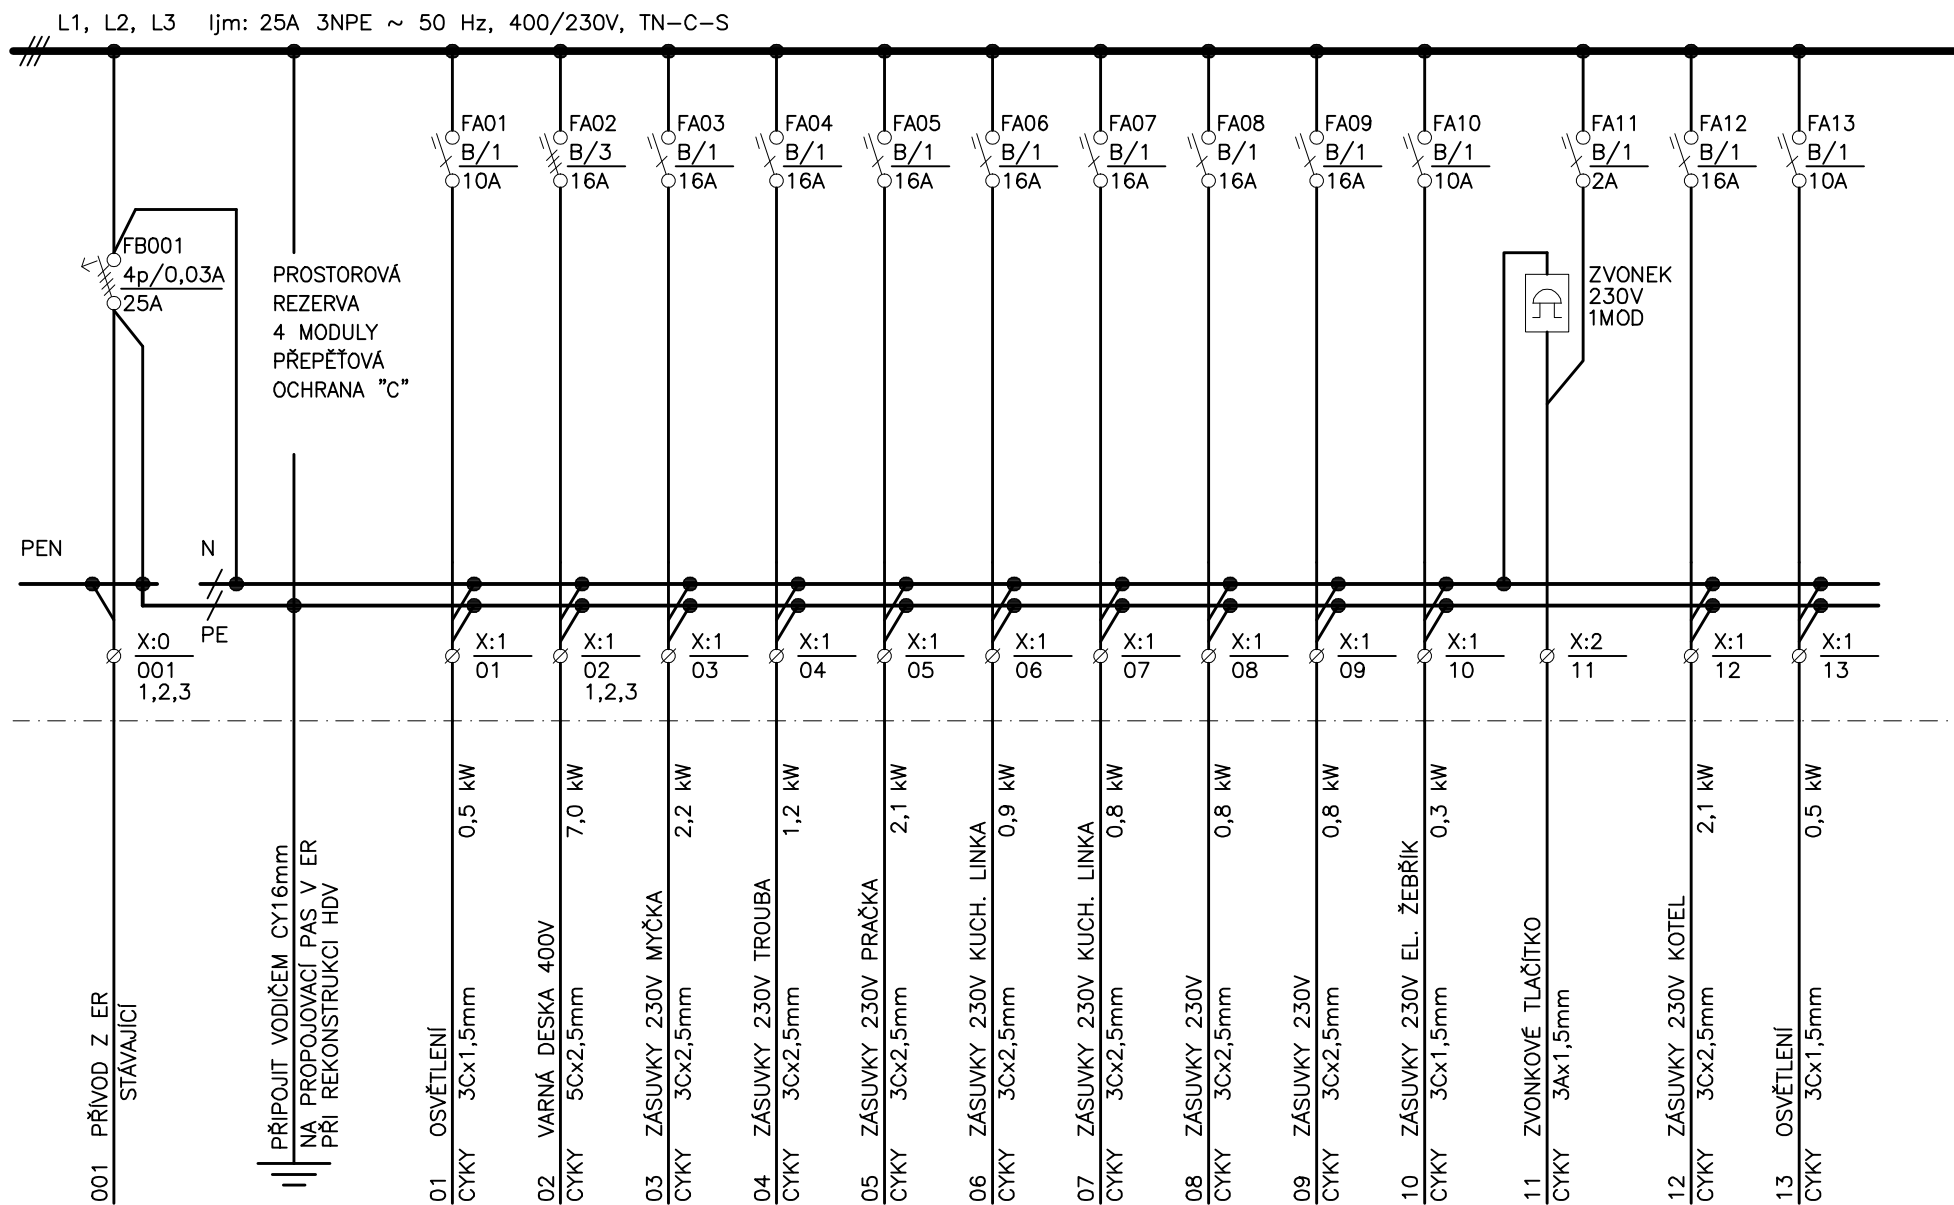 L1, L2, L3 Ijm: 25A 3NPE ~ 50 Hz, 400/230V, TN-C-S
FA01
B/1
10A
FA02
B/3
16A
FA03
B/1
16A
FA04
B/1
16A
FA05
B/1
16A
FA06
B/1
16A
FA07
B/1
16A
FA08
B/1
16A
FA09
B/1
16A
FA10
B/1
10A
FA11
B/1
2A
FA12
B/1
16A
FA13
B/1
10A
FB001
4p/0,03A
25A
PROSTOROVÁ
REZERVA
4 MODULY
PŘEPĚŤOVÁ
OCHRANA "C"
ZVONEK
230V
1MOD
PEN
N
PE
X:0
001
1,2,3
X:1
01
X:1
02
1,2,3
X:1
03
X:1
04
X:1
05
X:1
06
X:1
07
X:1
08
X:1
09
X:1
10
X:2
11
X:1
12
X:1
13
001 PŘÍVOD Z ER
STÁVAJÍCÍ
PŘIPOJIT VODIČEM CY16mm
NA PROPOJOVACÍ PAS V ER
PŘI REKONSTRUKCI HDV
01 OSVĚTLENÍ
CYKY 3Cx1,5mm 0,5 kW
02 VARNÁ DESKA 400V
CYKY 5Cx2,5mm 7,0 kW
03 ZÁSUVKY 230V MYČKA
CYKY 3Cx2,5mm 2,2 kW
04 ZÁSUVKY 230V TROUBA
CYKY 3Cx2,5mm 1,2 kW
05 ZÁSUVKY 230V PRAČKA
CYKY 3Cx2,5mm 2,1 kW
06 ZÁSUVKY 230V KUCH. LINKA
CYKY 3Cx2,5mm 0,9 kW
07 ZÁSUVKY 230V KUCH. LINKA
CYKY 3Cx2,5mm 0,8 kW
08 ZÁSUVKY 230V
CYKY 3Cx2,5mm 0,8 kW
09 ZÁSUVKY 230V
CYKY 3Cx2,5mm 0,8 kW
10 ZÁSUVKY 230V EL. ŽEBŘÍK
CYKY 3Cx1,5mm 0,3 kW
11 ZVONKOVÉ TLAČÍTKO
CYKY 3Ax1,5mm
12 ZÁSUVKY 230V KOTEL
CYKY 3Cx2,5mm 2,1 kW
13 OSVĚTLENÍ
CYKY 3Cx1,5mm 0,5 kW